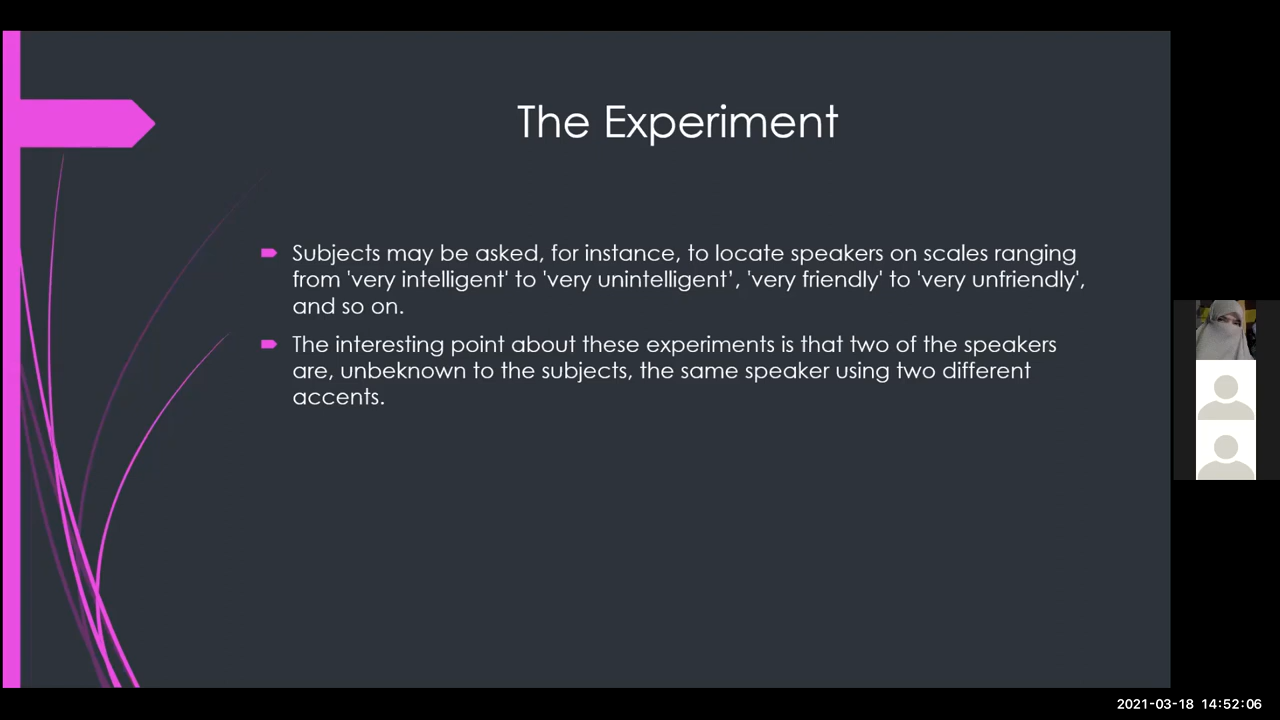 The Experiment
Subjects may be asked, for instance, to locate speakers on scales ranging
from 'very intelligent' to 'very unintelligent’, 'very friendly' to 'very unfriendly',
and so on.
The interesting point about these experiments is that two of the speakers
are, unbeknown to the subjects, the same speaker using two different
accents.
2021-03-18 14:52:06